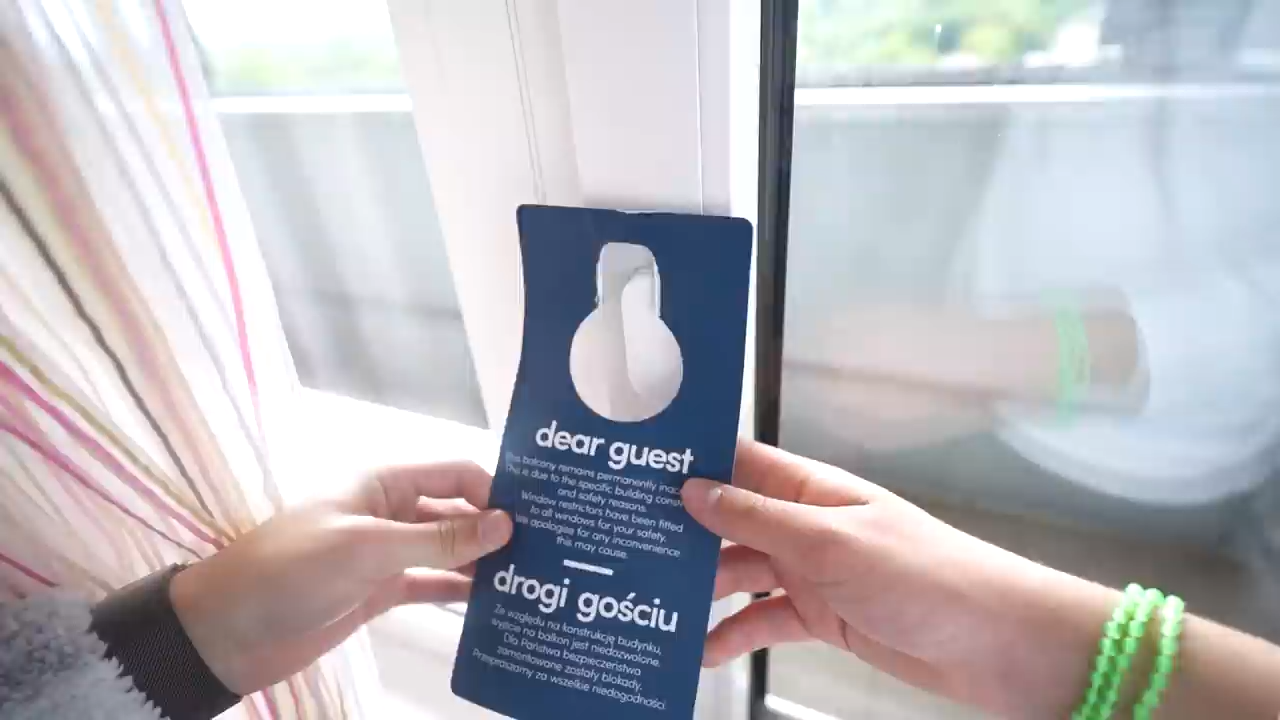 dear guest
This balcony remains permanently
this is due to the specific building
and safety reasons.
Window restrictors have been fitted
to all windows for your safety.
We apologise for any inconvenience
this may cause.
drogi gościu
Ze względu na konstrukcję budynku,
wyjście na balkon jest niedozwolone.
Dla Państwa bezpieczeństwa
zamontowane zostały blokady.
Przepraszamy za wszelkie niedogodności.